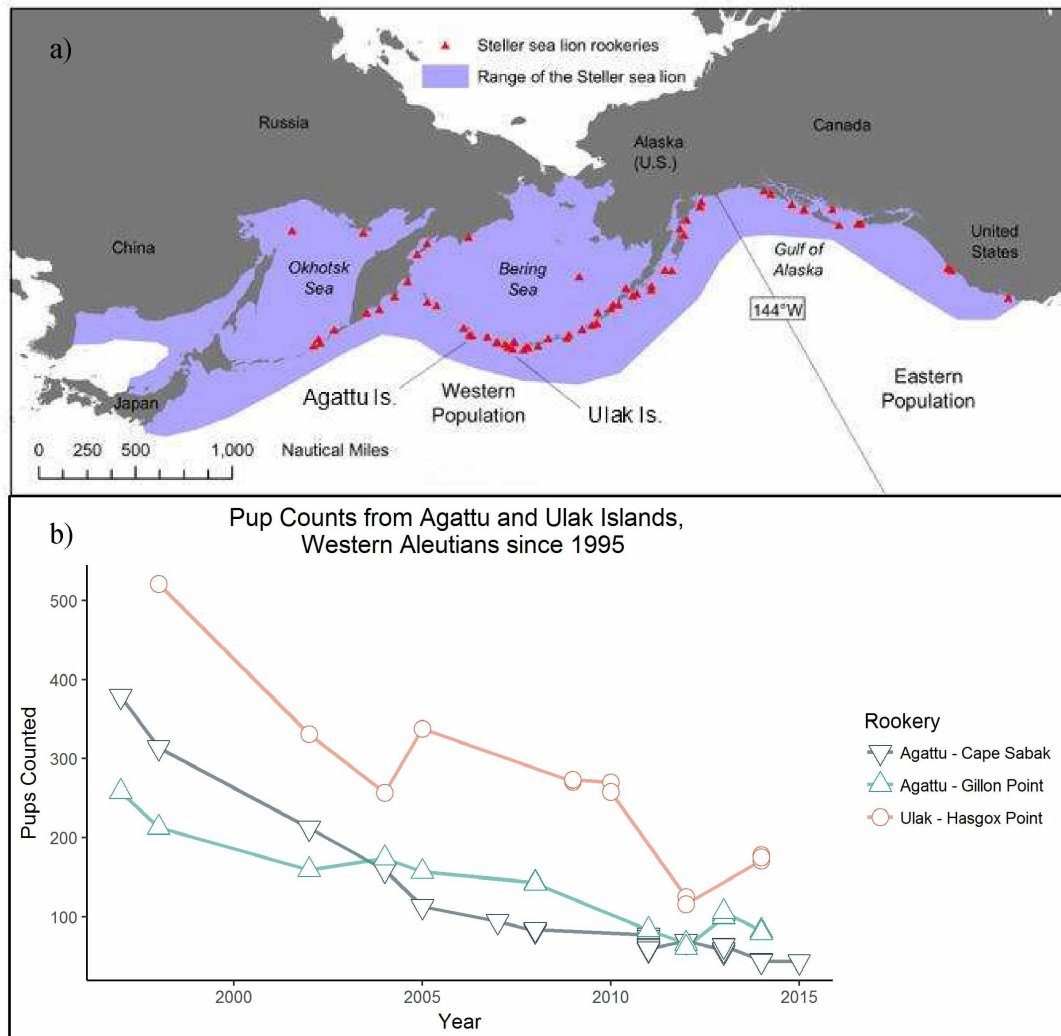 a)
Steller sea lion rookeries
Range of the Steller sea lion
Russia
Alaska
(U.S.)
Canada
China
Okhotsk
Sea
Bering
Sea
Gulf of
Alaska
United
States
144°W
Japan
Agattu Is.
Western
Population
Ulak Is.
Eastern
Population
0 250 500 1,000 Nautical Miles
b)
Pup Counts from Agattu and Ulak Islands,
Western Aleutians since 1995
Pups Counted
500
400
300
200
100
2000 2005 2010 2015
Year
Rookery
Agattu - Cape Sabak
Agattu - Gillon Point
Ulak - Hasgox Point